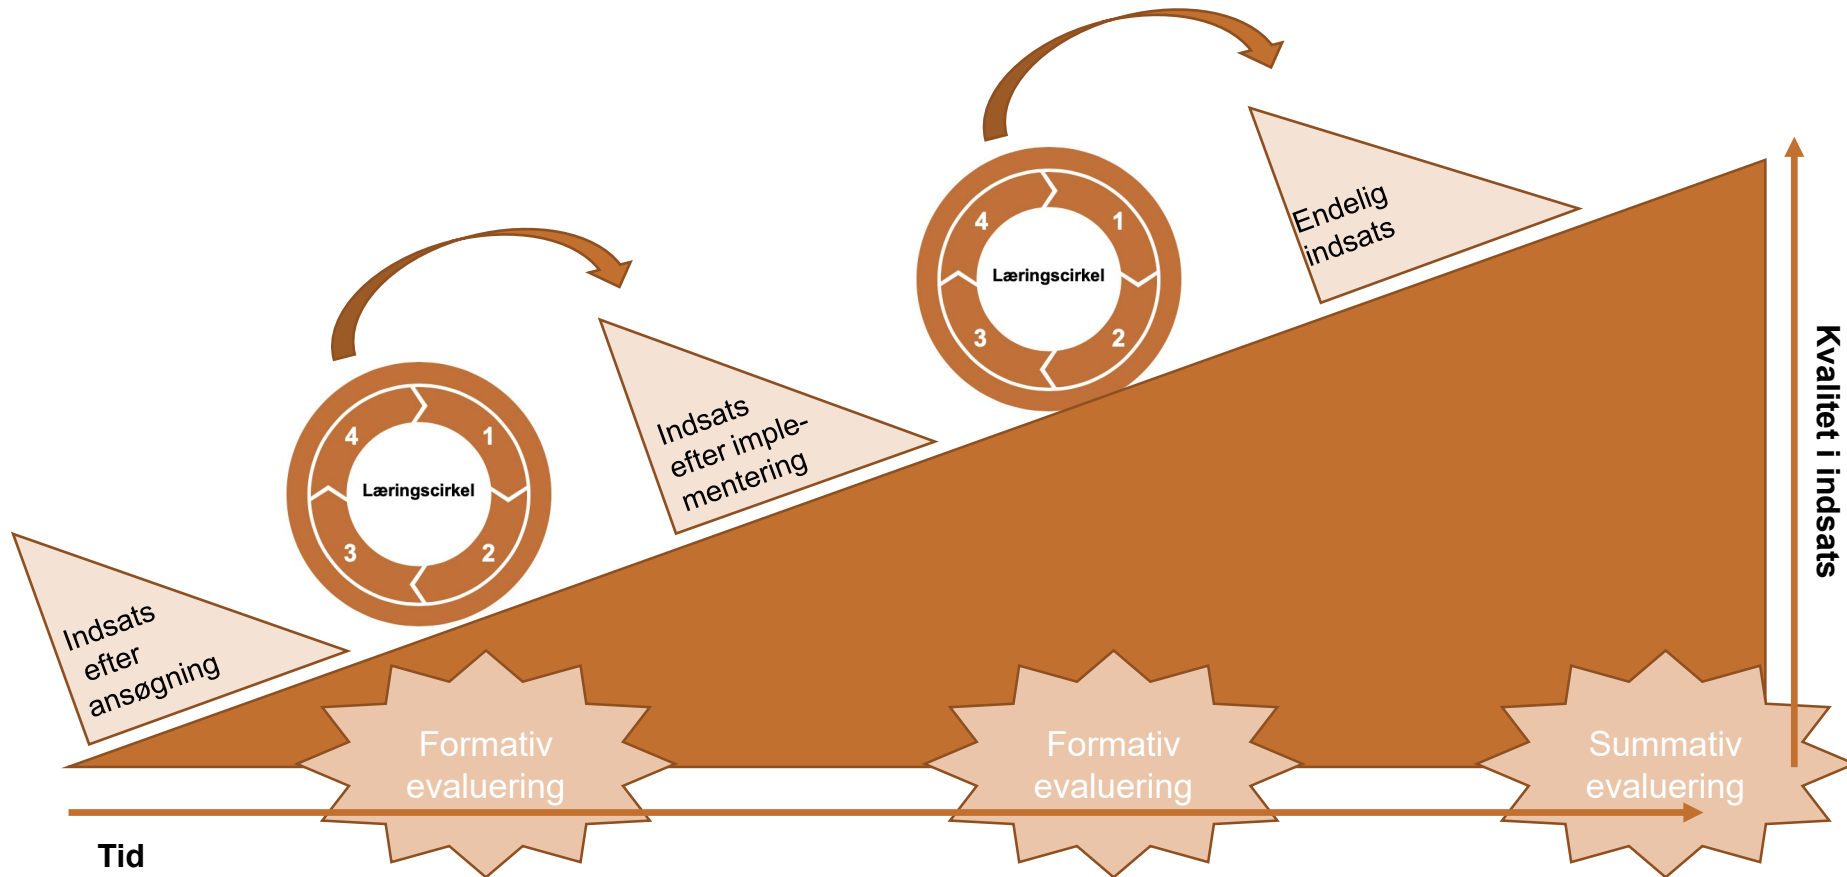 Indsats
efter
ansøgning
4
1
Læringscirkel
3
2
Indsats
efter imple-
mentering
4
1
Læringscirkel
3
2
Endelig
indsats
Kvalitet i indsats
Formativ
evaluering
Formativ
evaluering
Summativ
evaluering
Tid